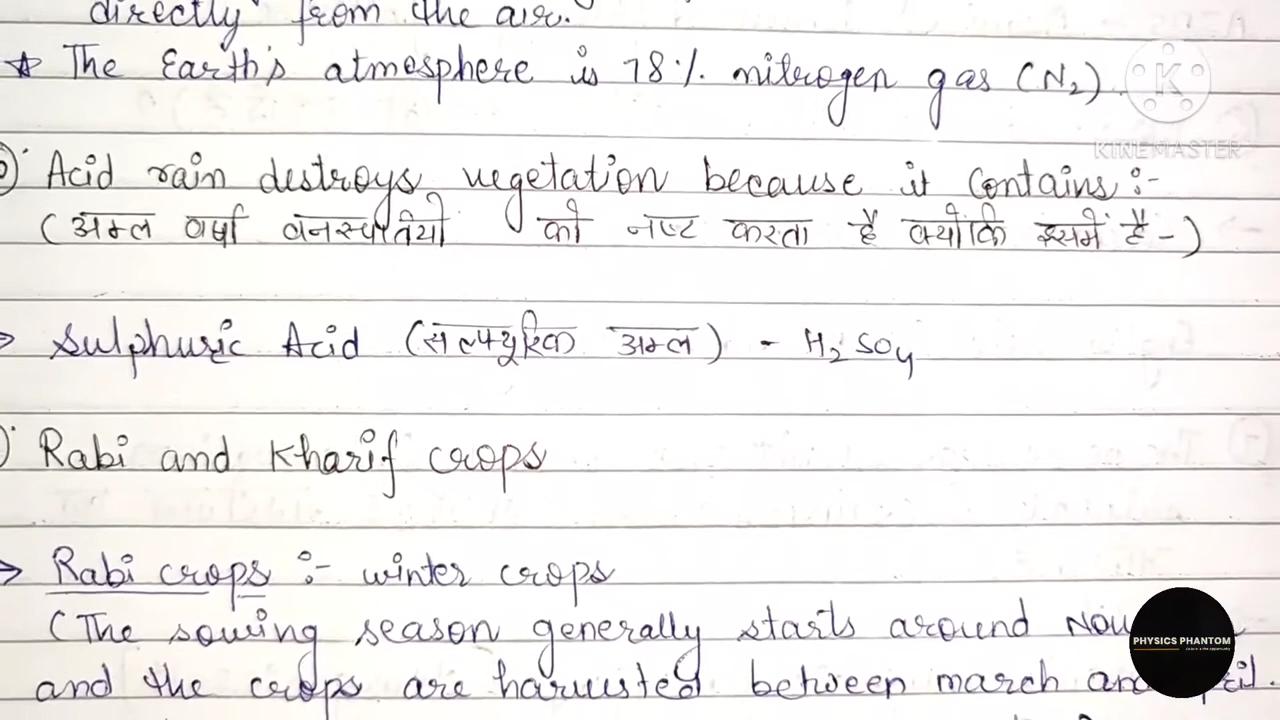 directly from the air.
☆ The Earth's atmosphere is 78% nitrogen gas (N₂).
KINEMASTER
Acid rain destroys vegetation because it contains :-
(अम्ल वर्षा वनस्पतियों को नष्ट करता है क्योंकि इसमें है -)
→ Sulphuric Acid (सल्फ्यूरिक अम्ल) - H₂SO₄
Rabi and Kharif crops
→ Rabi crops :- winter crops
(The sowing season generally starts around
PHYSICS PHANTOM
and the crops are harvested between march and